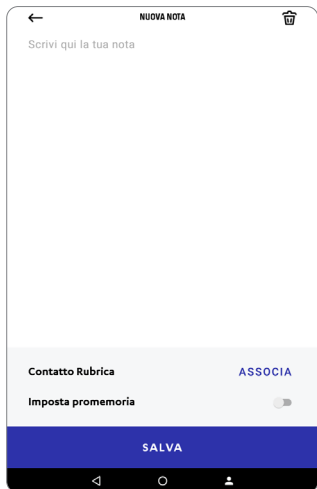 NUOVA NOTA
Scrivi qui la tua nota
Contatto Rubrica ASSOCIA
Imposta promemoria
SALVA